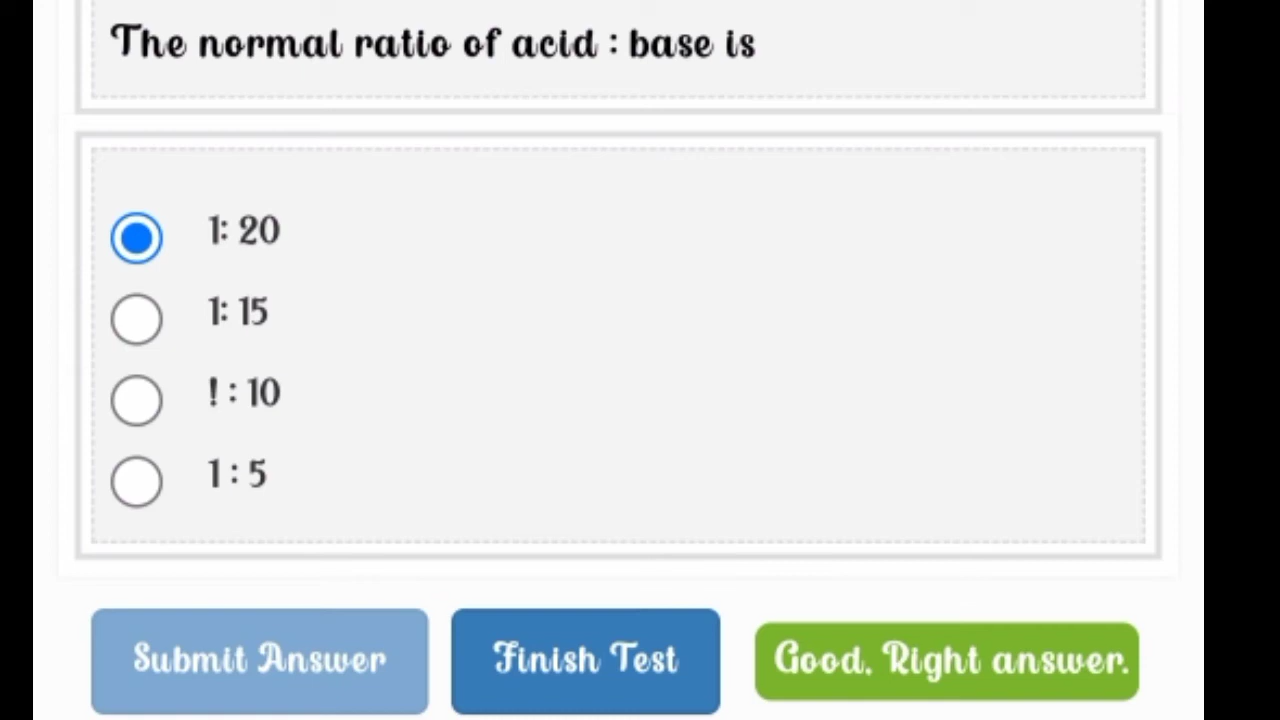 The normal ratio of acid : base is
1: 20
1: 15
! : 10
1 : 5
Submit Answer
Finish Test
Good. Right answer.